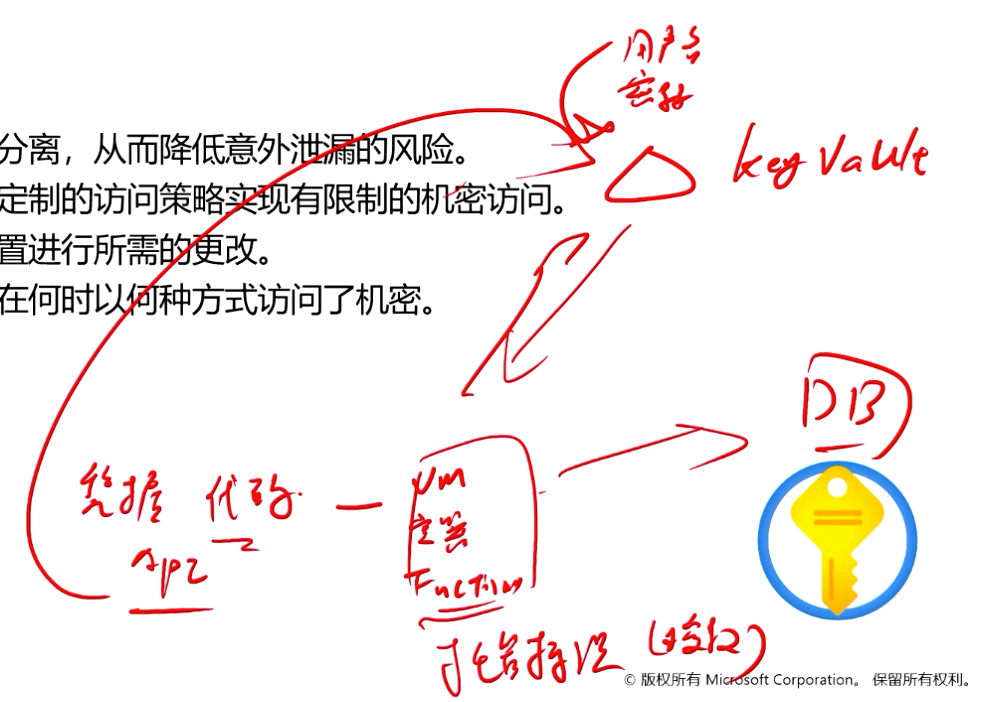 用户名
密码
key Vault
分离，从而降低意外泄漏的风险。
定制的访问策略实现有限制的机密访问。
置进行所需的更改。
在何时以何种方式访问了机密。
DB
凭据 代码
API
VM
容器
Function
托管标识（授权）
© 版权所有 Microsoft Corporation。 保留所有权利。